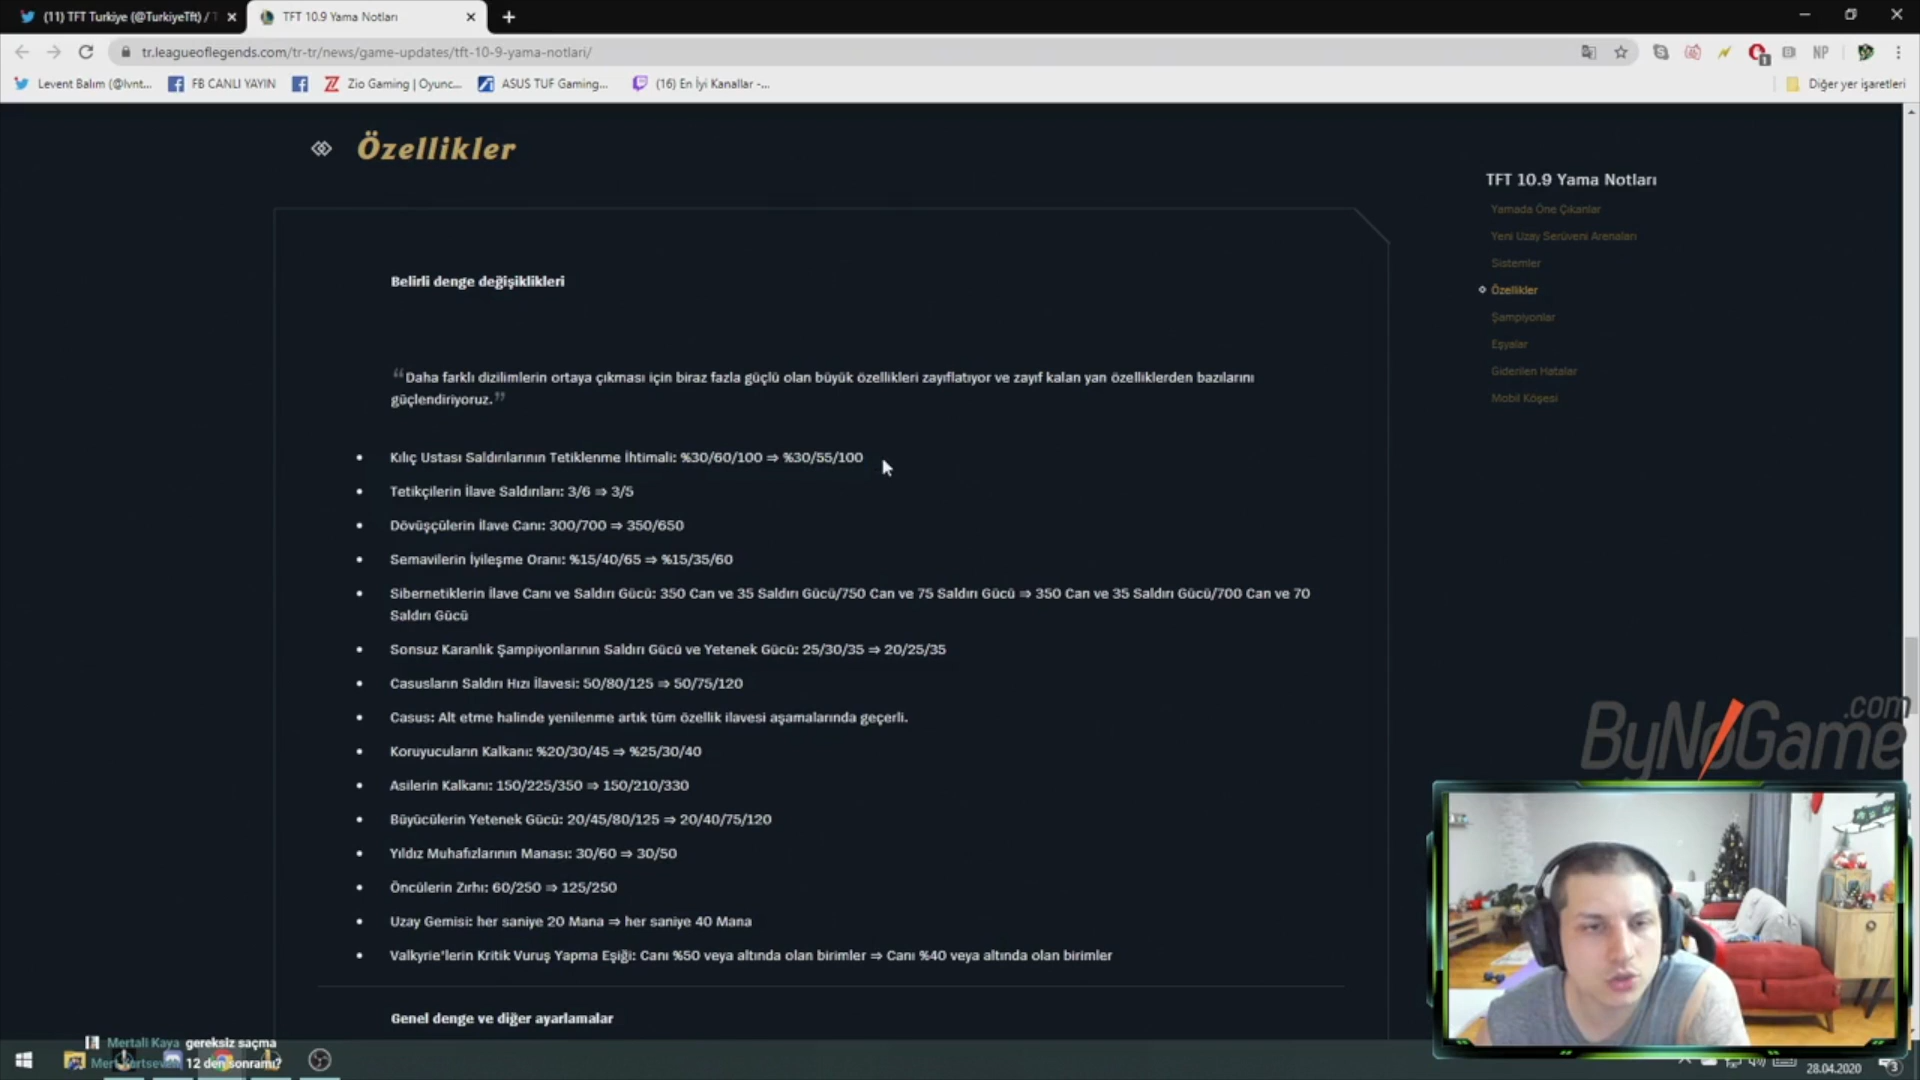 (11) TFT Turkiye (@TurkiyeTft) / T
TFT 10.9 Yama Notları
tr.leagueoflegends.com/tr-tr/news/game-updates/tft-10-9-yama-notlari/
NP
Levent Balım (@lvnt...
FB CANLI YAYIN
Zio Gaming | Oyunc...
ASUS TUF Gaming...
(16) En İyi Kanallar -...
Diğer yer işaretleri
Özellikler
TFT 10.9 Yama Notları
Yamada Öne Çıkanlar
Yeni Uzay Serüveni Arenaları
Sistemler
Özellikler
Şampiyonlar
Eşyalar
Giderilen Hatalar
Mobil Köşesi
Belirli denge değişiklikleri
“Daha farklı dizilimlerin ortaya çıkması için biraz fazla güçlü olan büyük özellikleri zayıflatıyor ve zayıf kalan yan özelliklerden bazılarını
güçlendiriyoruz.”
• Kılıç Ustası Saldırılarının Tetiklenme İhtimali: %30/60/100 ⇒ %30/55/100
• Tetikçilerin İlave Saldırıları: 3/6 ⇒ 3/5
• Dövüşçülerin İlave Canı: 300/700 ⇒ 350/650
• Semavilerin İyileşme Oranı: %15/40/65 ⇒ %15/35/60
• Sibernetiklerin İlave Canı ve Saldırı Gücü: 350 Can ve 35 Saldırı Gücü/750 Can ve 75 Saldırı Gücü ⇒ 350 Can ve 35 Saldırı Gücü/700 Can ve 70
Saldırı Gücü
• Sonsuz Karanlık Şampiyonlarının Saldırı Gücü ve Yetenek Gücü: 25/30/35 ⇒ 20/25/35
• Casusların Saldırı Hızı İlavesi: 50/80/125 ⇒ 50/75/120
• Casus: Alt etme halinde yenilenme artık tüm özellik ilavesi aşamalarında geçerli.
• Koruyucuların Kalkanı: %20/30/45 ⇒ %25/30/40
• Asilerin Kalkanı: 150/225/350 ⇒ 150/210/330
• Büyücülerin Yetenek Gücü: 20/45/80/125 ⇒ 20/40/75/120
• Yıldız Muhafızlarının Manası: 30/60 ⇒ 30/50
• Öncülerin Zırhı: 60/250 ⇒ 125/250
• Uzay Gemisi: her saniye 20 Mana ⇒ her saniye 40 Mana
• Valkyrie'lerin Kritik Vuruş Yapma Eşiği: Canı %50 veya altında olan birimler ⇒ Canı %40 veya altında olan birimler
Genel denge ve diğer ayarlamalar
ByNoGame.com
Mertali Kaya gereksiz saçma
12 den sonramı?
28.04.2020
3